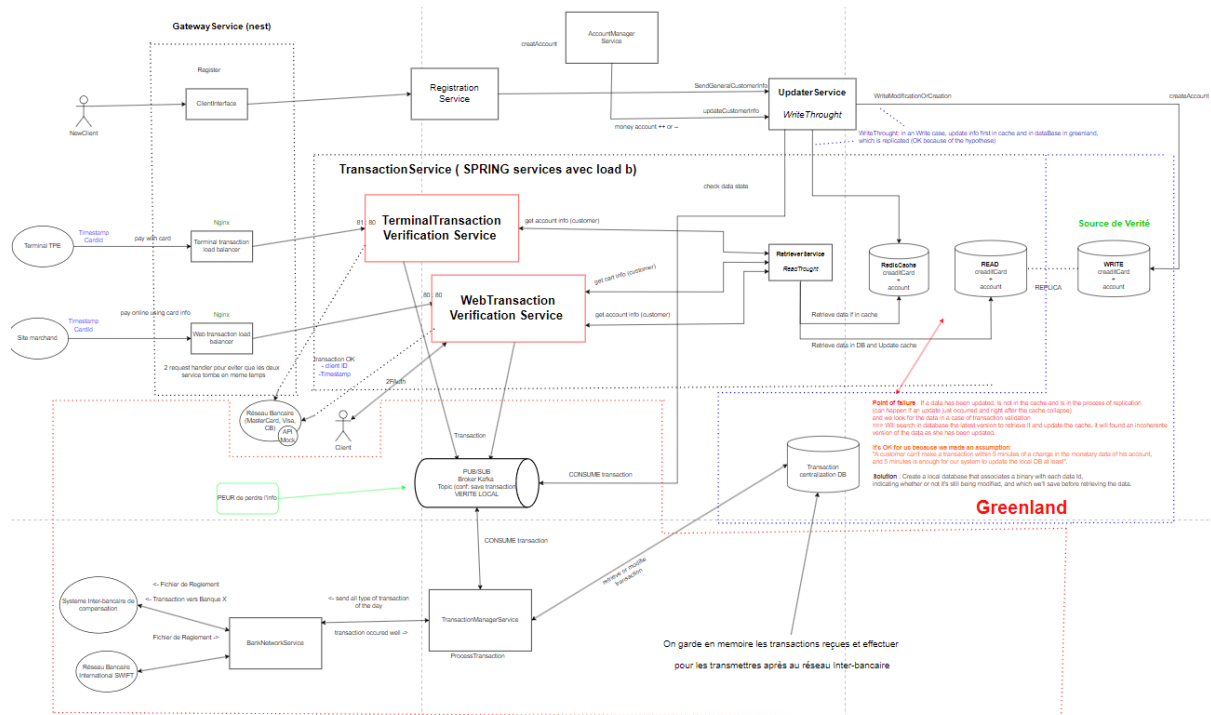 GatewayService (nest)
AccountManager
Service
creatAccount
Register
ClientInterface
NewClient
Registration
Service
SendGeneralCustomerInfo
updateCustomerInfo
money account ++ or --
UpdaterService
WriteThrought
WriteModificationOrCreation
createAccount
WriteThrought. in an Write case, update info first in cache and in dataBase in greenland,
which is replicated (OK because of the hypothese)
TransactionService ( SPRING services avec load b)
check data state
Terminal TPE
Timestamp
CardId
pay with card
Nginx
Terminal transaction
load balancer
81 : 80
TerminalTransaction
Verification Service
get account info (customer)
Retriever Service
ReadThought
RedisCache
creaditCard
+
account
READ
creaditCard
+
account
REPLICA
Source de Verité
WRITE
creaditCard
+
account
get cart info (customer)
80 : 80
WebTransaction
Verification Service
get account info (customer)
Retrieve data if in cache
Retrieve data in DB and Update cache
Site marchand
Timestamp
CardId
pay online using card info
Nginx
Web transaction load
balancer
2 request handler pour eviter que les deux
service tombe en meme temps
transaction OK
- client ID
-Timestamp
2FAuth
Réseau Bancaire
(MasterCard, Visa,
CB)
API
Mock
Client
Transaction
Point of failure : If a data has been updated, is not in the cache and is in the process of replication
(can happen if an update just occured and right after the cache collapse)
and we look for the data in a case of transaction validation
==> Will search in database the latest version to retrieve it and update the cache, it will found an incoherente
version of the data as she has been updated.
It's OK for us because we made an assumption:
"A customer can't make a transaction within 5 minutes of a change in the monetary date of his account,
and 5 minutes is enough for our system to update the local DB at least".
Solution : Create a local database that associates a binary with each data id,
indicating whether or not it's still being modified, and which we'll save before retrieving the data.
Greenland
PEUR de perdre l'info
PUB/SUB
Broker Kafka
Topic (conf. save transaction)
VERITE LOCAL
CONSUME transaction
Transaction
centralization DB
CONSUME transaction
retrieve or modifie
transaction
Systeme Inter-bancaire de
compensation
<- Fichier de Reglement
<- Transaction vers Banque X
Fichier de Reglement ->
Réseau Bancaire
International SWIFT
BankNetworkService
<- send all type of transaction
of the day
transaction occured well ->
TransactionManagerService
ProcessTransaction
On garde en memoire les transactions reçues et effectuer
pour les transmettres après au réseau Inter-bancaire